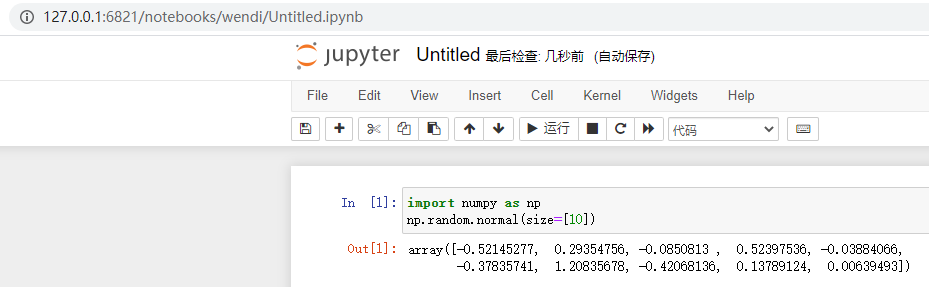 127.0.0.1:6821/notebooks/wendi/Untitled.ipynb
jupyter Untitled 最后检查: 几秒前 (自动保存)
File Edit View Insert Cell Kernel Widgets Help
运行 代码
In [1]: import numpy as np
np.random.normal(size=[10])
Out[1]: array([-0.52145277, 0.29354756, -0.0850813 , 0.52397536, -0.03884066,
-0.37835741, 1.20835678, -0.42068136, 0.13789124, 0.00639493])